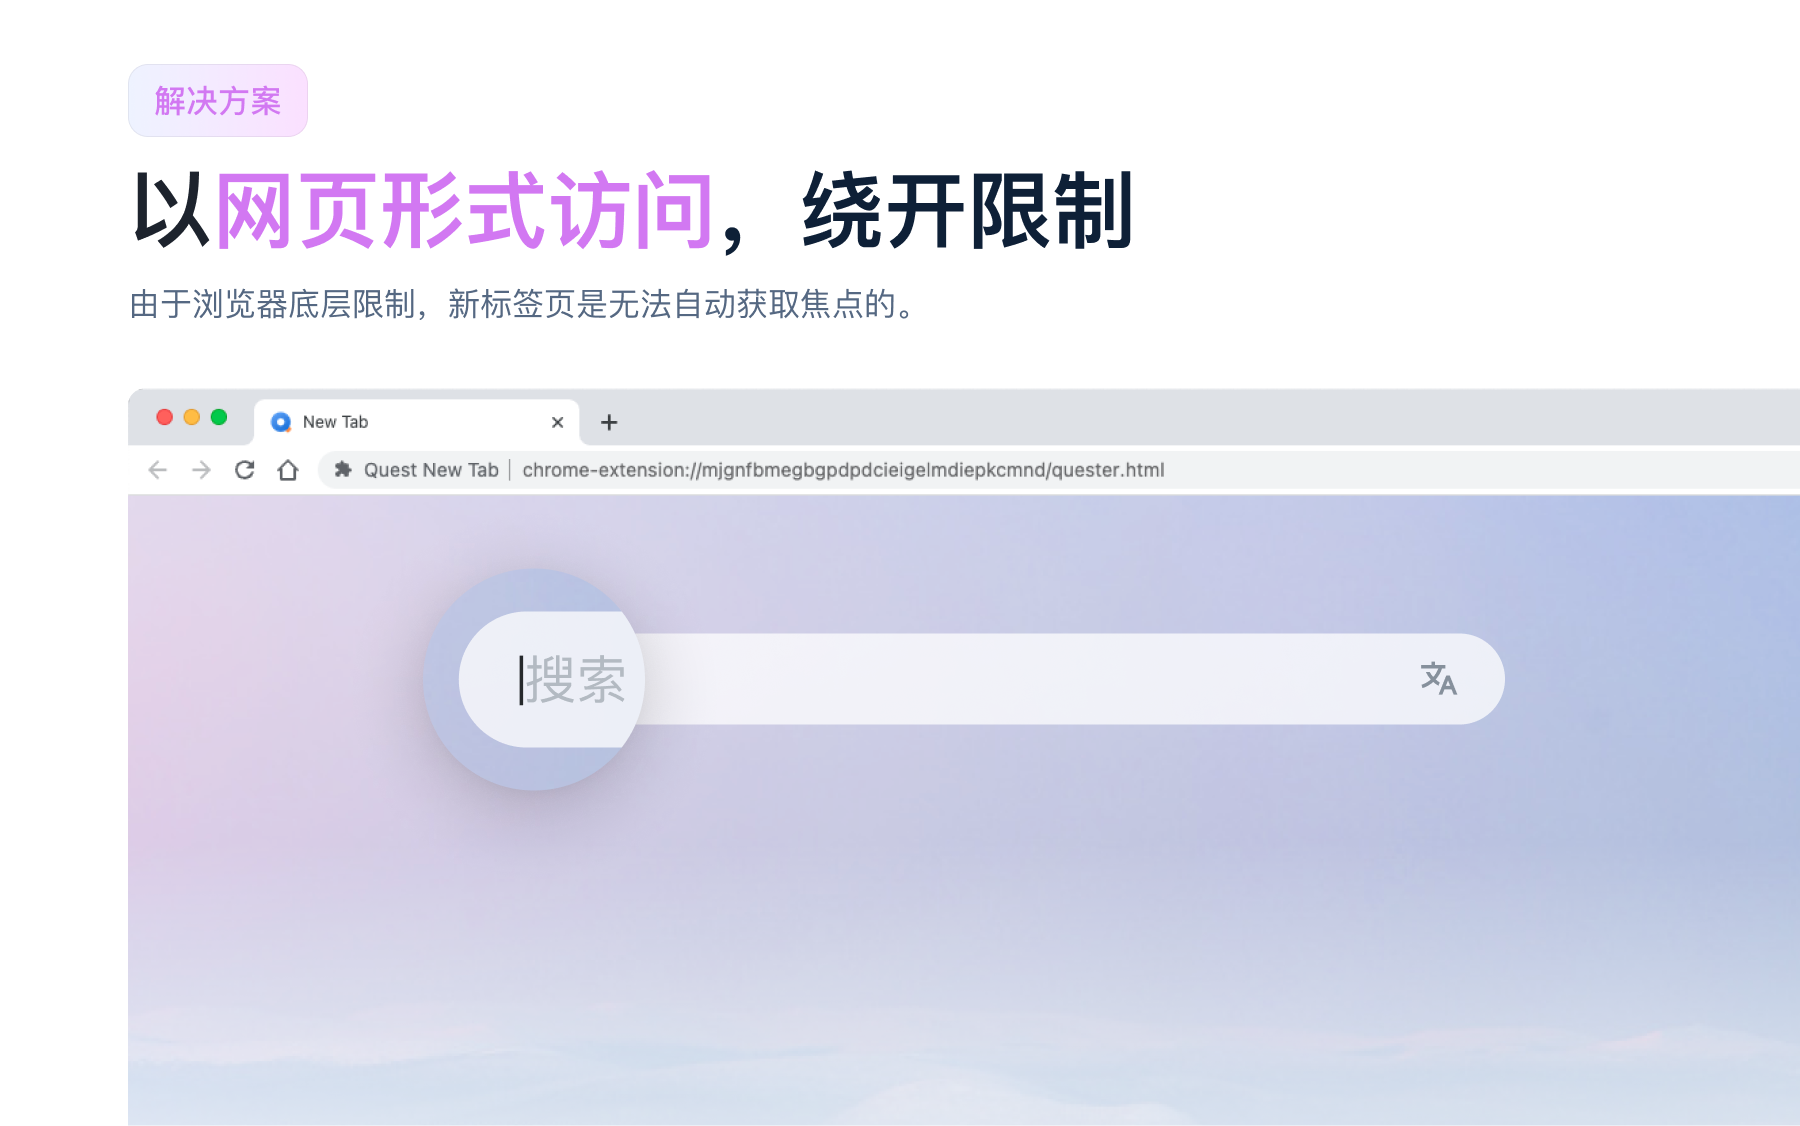 解决方案
以网页形式访问，绕开限制
由于浏览器底层限制，新标签页是无法自动获取焦点的。
New Tab
Quest New Tab | chrome-extension://mjgnfbmegbgpdpdcieigelmdiepkcmnd/quester.html
搜索